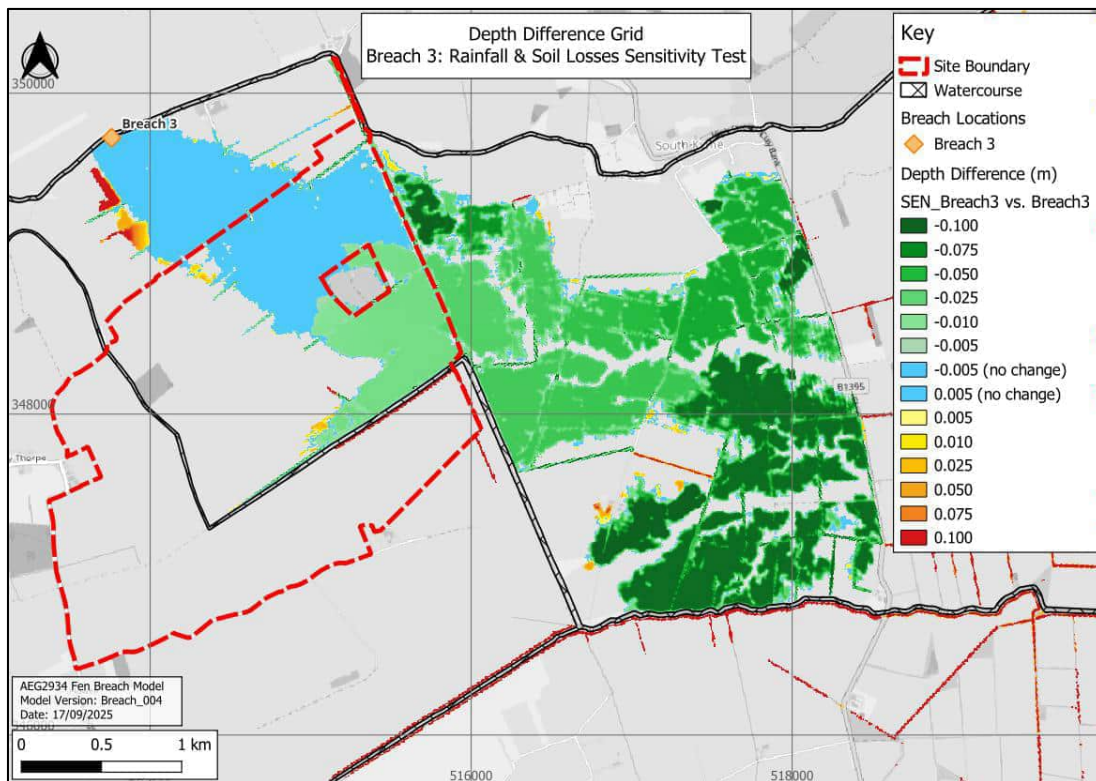 Depth Difference Grid
Breach 3: Rainfall & Soil Losses Sensitivity Test
Key
Site Boundary
Watercourse
Breach Locations
Breach 3
Depth Difference (m)
SEN_Breach3 vs. Breach3
-0.100
-0.075
-0.050
-0.025
-0.010
-0.005
-0.005 (no change)
0.005 (no change)
0.005
0.010
0.025
0.050
0.075
0.100
350000
Breach 3
348000
B1395
Thorpe
AEG2934 Fen Breach Model
Model Version: Breach_004
Date: 17/09/2025
0 0.5 1 km
516000
518000